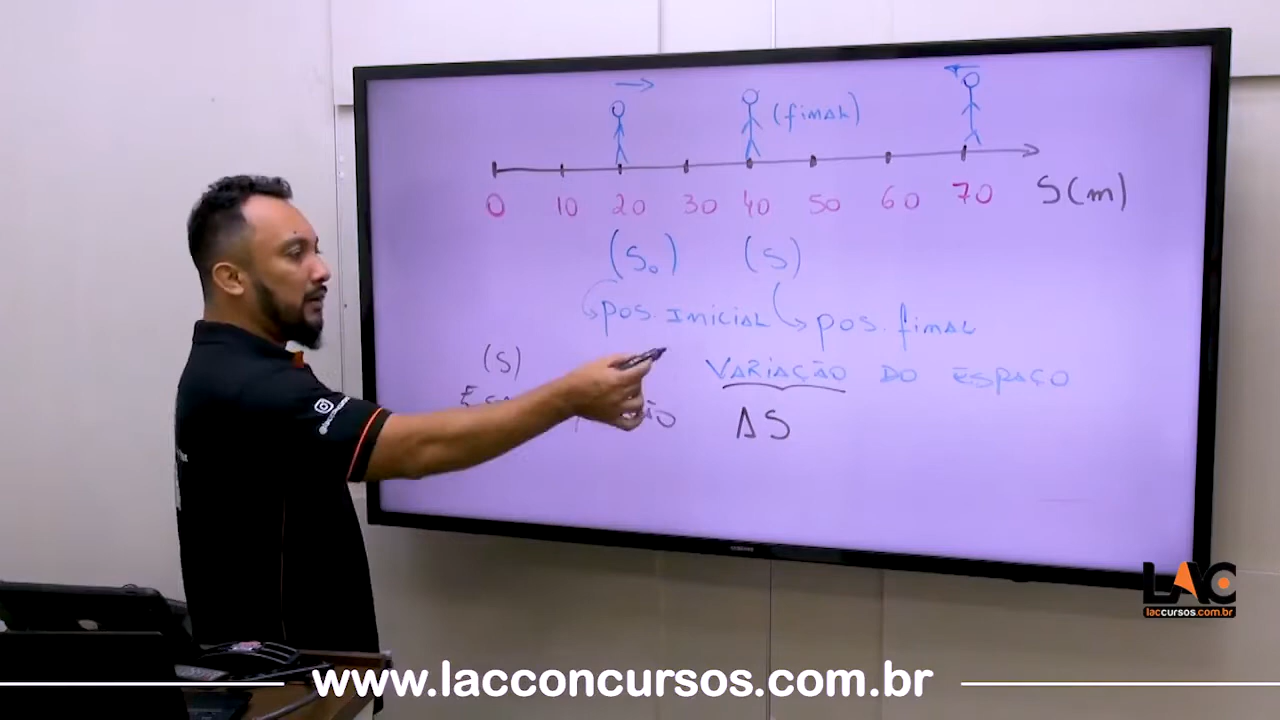 (final)
0 10 20 30 40 50 60 70 S(m)
(S₀) (S)
pos. INICIAL pos. final
(S)
VARIAÇÃO DO ESPAÇO
ΔS
LAC
laccursos.com.br
www.lacconcursos.com.br